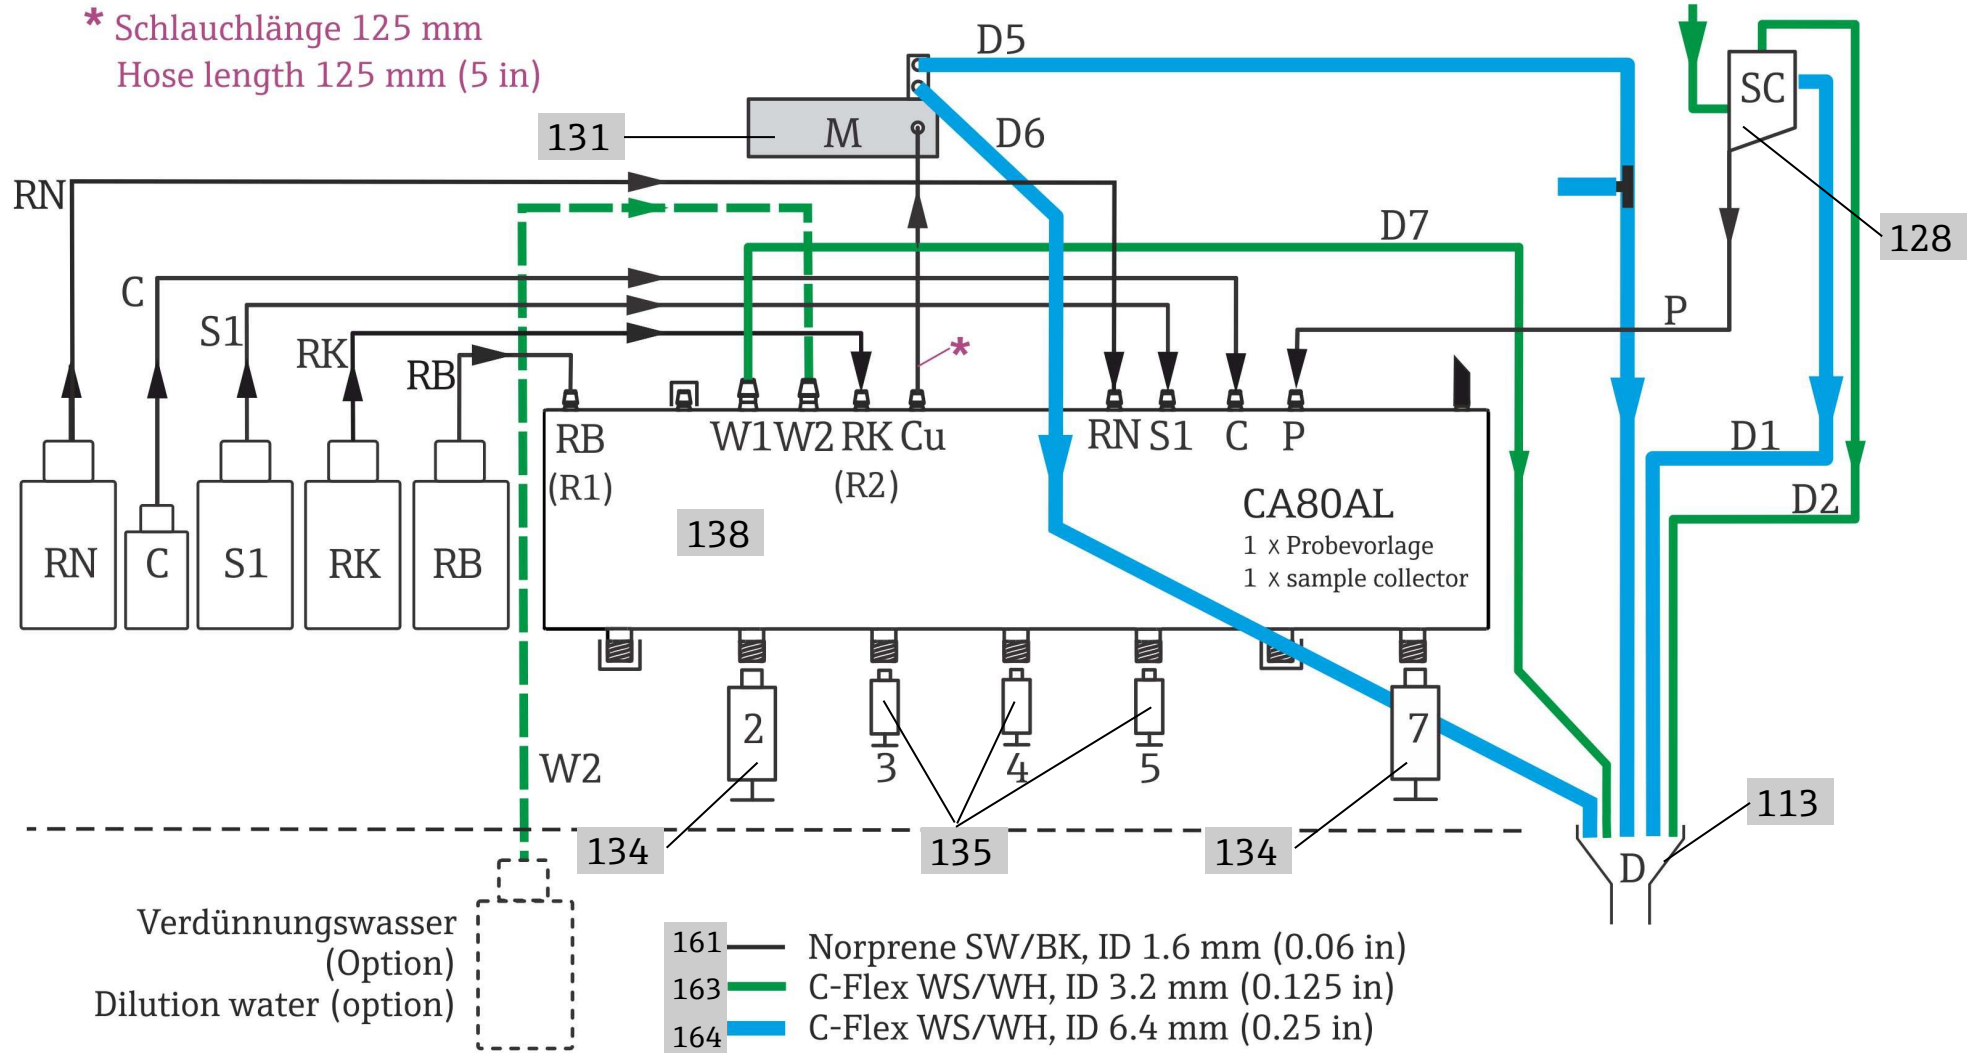 * Schlauchlänge 125 mm
Hose length 125 mm (5 in)
D5
SC
131
M
D6
RN
128
D7
C
S1
P
RK
*
RB
RB W1 W2 RK Cu RN S1 C P
(R1) (R2)
D1
D2
CA80AL
1 x Probevorlage
1 x sample collector
138
RN C S1 RK RB
2
7
W2
3 4 5
113
134 135 134
D
Verdünnungswasser
(Option)
Dilution water (option)
161 Norprene SW/BK, ID 1.6 mm (0.06 in)
163 C-Flex WS/WH, ID 3.2 mm (0.125 in)
164 C-Flex WS/WH, ID 6.4 mm (0.25 in)